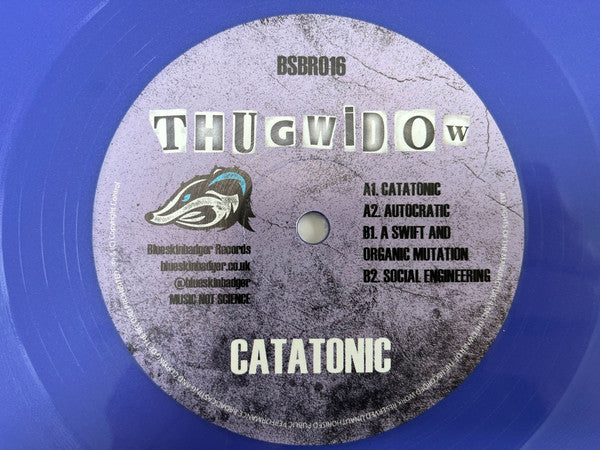 BSBR016
THUGWiDOW
A1. CATATONIC
A2. AUTOCRATIC
B1. A SWIFT AND
ORGANIC MUTATION
B2. SOCIAL ENGINEERING
Blueskinbadger Records
blueskinbadger.co.uk
@blueskinbadger
MUSIC NOT SCIENCE
CATATONIC